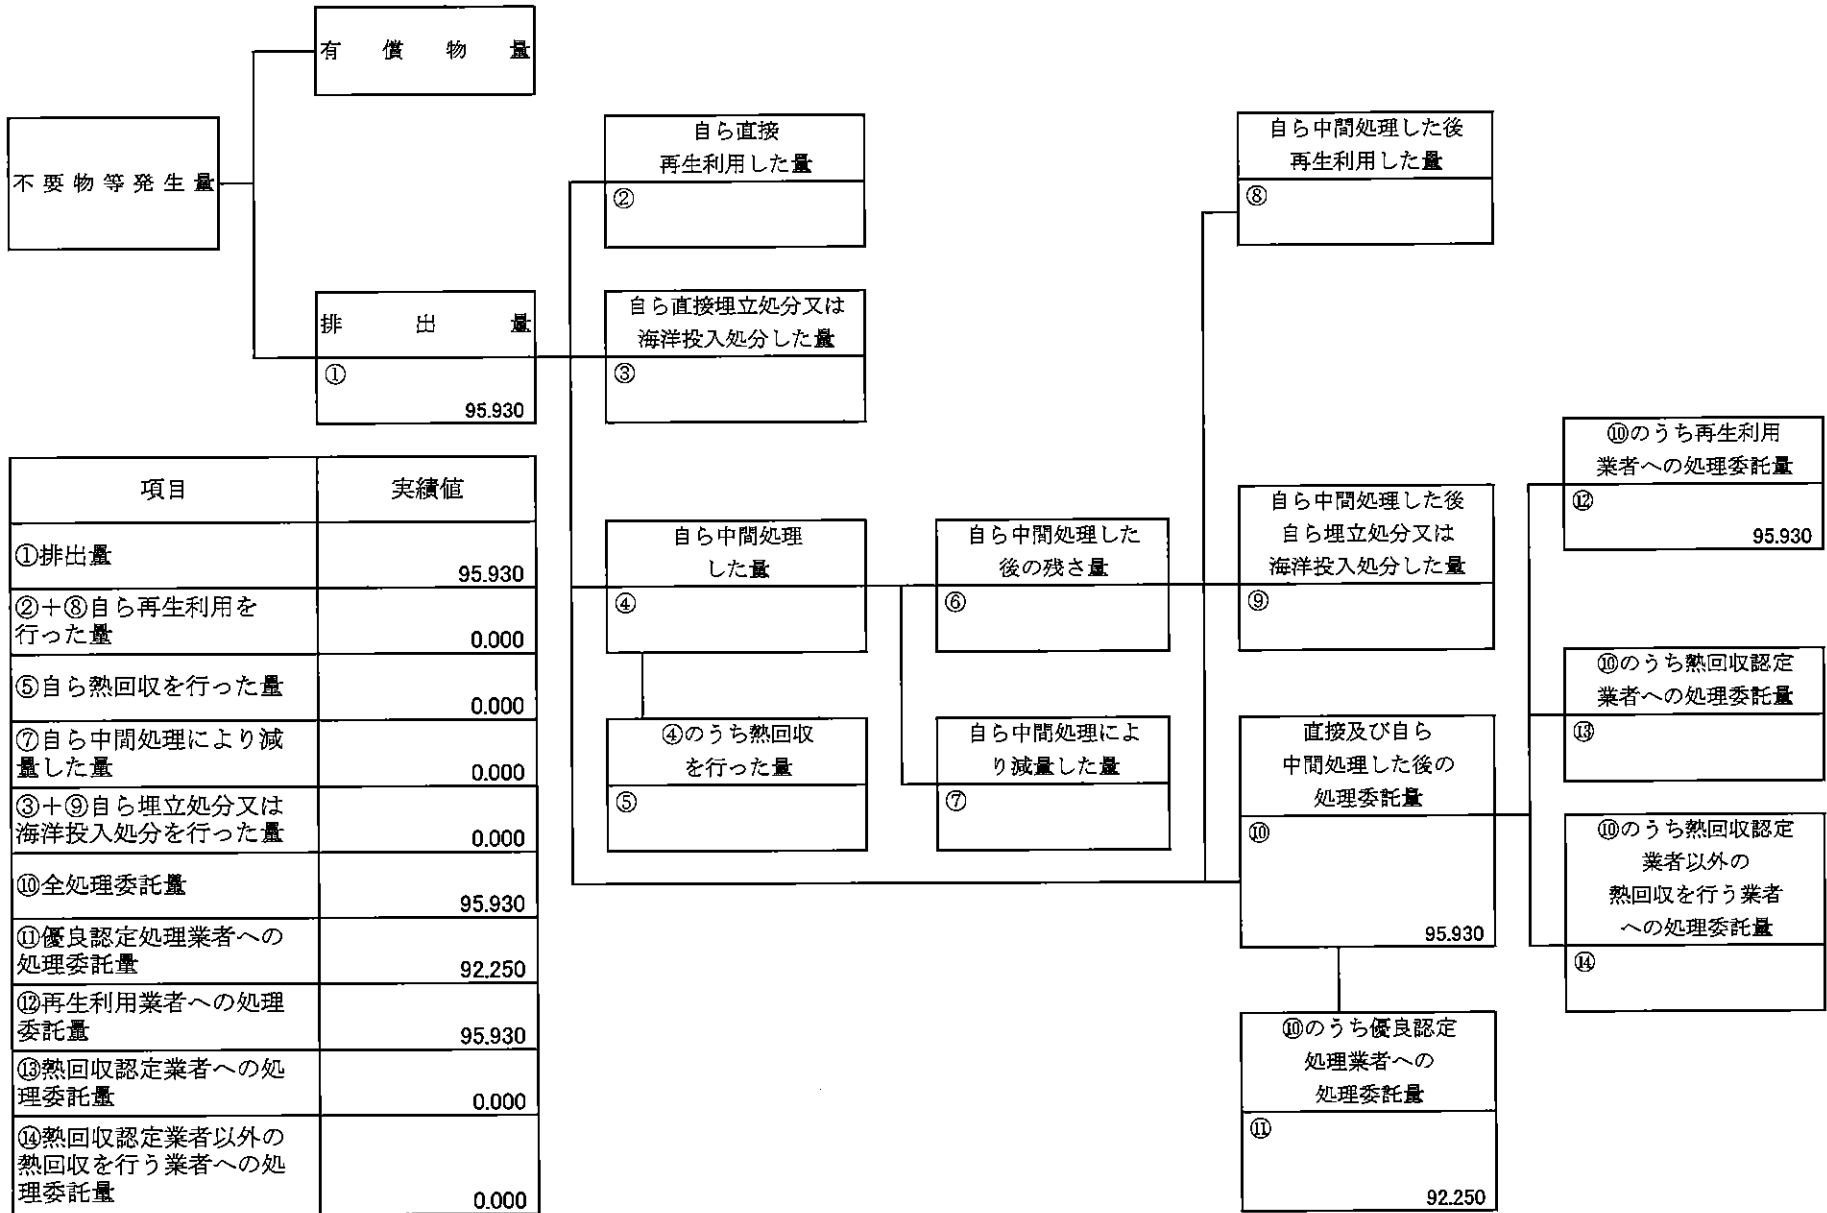 有償物量
不要物等発生量
排出量
①
95.930
自ら直接
再生利用した量
②
自ら直接埋立処分又は
海洋投入処分した量
③
自ら中間処理
した量
④
④のうち熱回収
を行った量
⑤
自ら中間処理した
後の残さ量
⑥
自ら中間処理によ
り減量した量
⑦
自ら中間処理した後
再生利用した量
⑧
自ら中間処理した後
自ら埋立処分又は
海洋投入処分した量
⑨
直接及び自ら
中間処理した後の
処理委託量
⑩
95.930
⑩のうち優良認定
処理業者への
処理委託量
⑪
92.250
⑩のうち再生利用
業者への処理委託量
⑫
95.930
⑩のうち熱回収認定
業者への処理委託量
⑬
⑩のうち熱回収認定
業者以外の
熱回収を行う業者
への処理委託量
⑭
項目 実績値
①排出量
95.930
②+⑧自ら再生利用を
行った量
0.000
⑤自ら熱回収を行った量
0.000
⑦自ら中間処理により減
量した量
0.000
③+⑨自ら埋立処分又は
海洋投入処分を行った量
0.000
⑩全処理委託量
95.930
⑪優良認定処理業者への
処理委託量
92.250
⑫再生利用業者への処理
委託量
95.930
⑬熱回収認定業者への処
理委託量
0.000
⑭熱回収認定業者以外の
熱回収を行う業者への処
理委託量
0.000